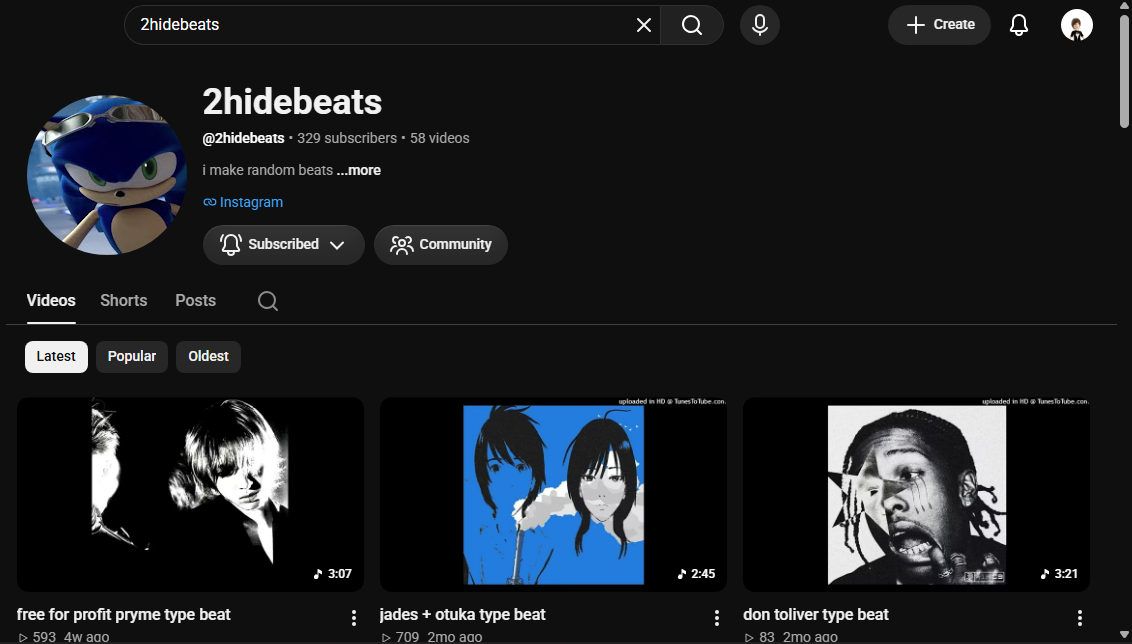 2hidebeats
Create
2hidebeats
@2hidebeats • 329 subscribers • 58 videos
i make random beats ...more
Instagram
Subscribed
Community
Videos Shorts Posts
Latest Popular Oldest
uploaded in HD @ TunesToTube.com
uploaded in HD @ TunesToTube.com
3:07
2:45
3:21
free for profit pryme type beat
jades + otuka type beat
don toliver type beat
593 4w ago
709 2mo ago
83 2mo ago